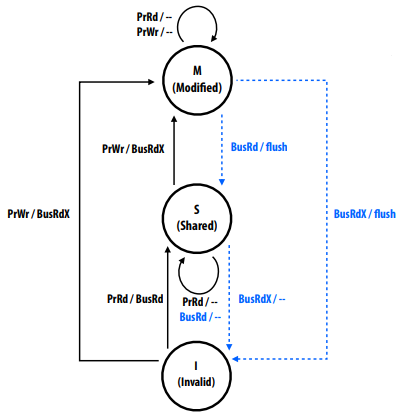 PrRd / --
PrWr / --
M
(Modified)
PrWr / BusRdX
BusRd / flush
PrWr / BusRdX
BusRdX / flush
S
(Shared)
PrRd / BusRd
PrRd / --
BusRd / --
BusRdX / --
I
(Invalid)